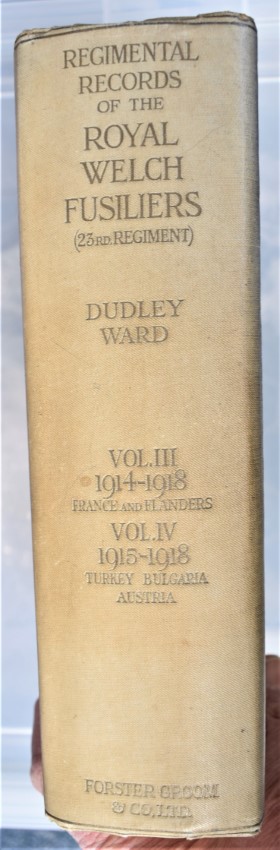 REGIMENTAL
RECORDS
OF THE
ROYAL
WELCH
FUSILIERS
(23RD. REGIMENT)
DUDLEY
WARD
VOL. III
1914-1918
FRANCE AND FLANDERS
VOL. IV
1915-1918
TURKEY BULGARIA
AUSTRIA
FORSTER GROOM
& CO. LTD.